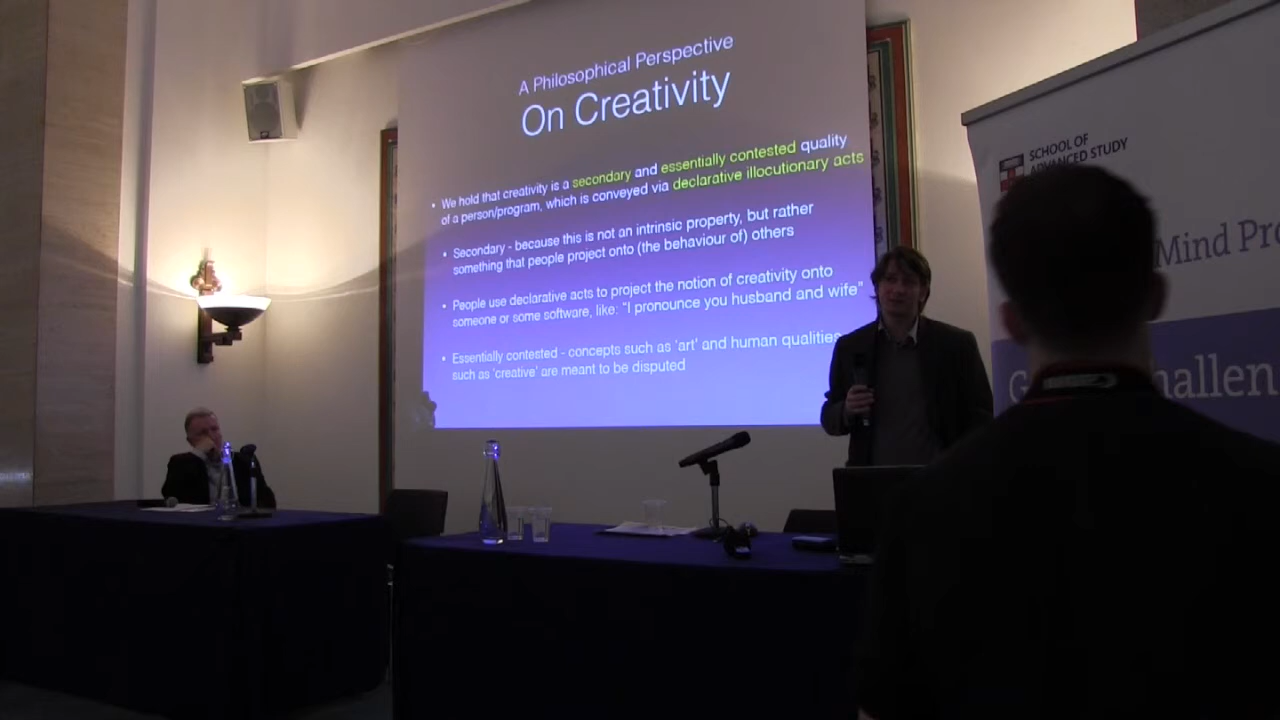 A Philosophical Perspective
On Creativity
• We hold that creativity is a secondary and essentially contested quality
of a person/program, which is conveyed via declarative illocutionary acts
• Secondary - because this is not an intrinsic property, but rather
something that people project onto (the behaviour of) others
• People use declarative acts to project the notion of creativity onto
someone or some software, like: “I pronounce you husband and wife”
• Essentially contested - concepts such as ‘art’ and human qualities
such as ‘creative’ are meant to be disputed
SCHOOL OF
ADVANCED STUDY
Mind Pro
G hallen